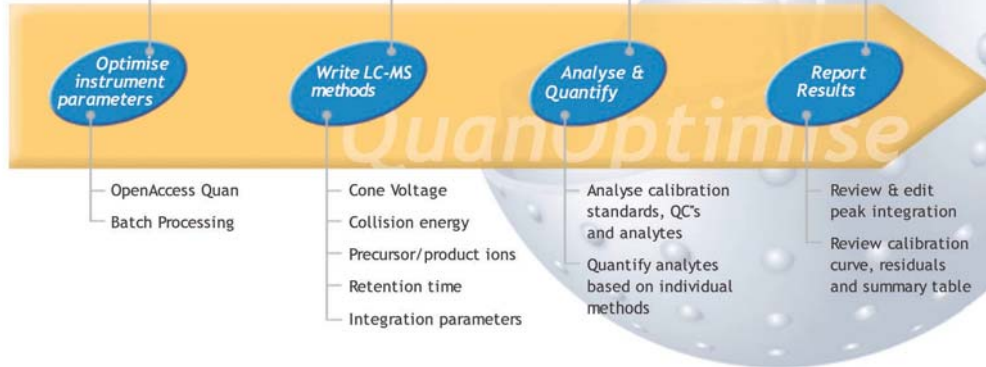 Optimise
instrument
parameters
Write LC-MS
methods
Analyse &
Quantify
Report
Results
QuanOptimise
OpenAccess Quan
Batch Processing
Cone Voltage
Collision energy
Precursor/product ions
Retention time
Integration parameters
Analyse calibration
standards, QC"s
and analytes
Quantify analytes
based on individual
methods
Review & edit
peak integration
Review calibration
curve, residuals
and summary table